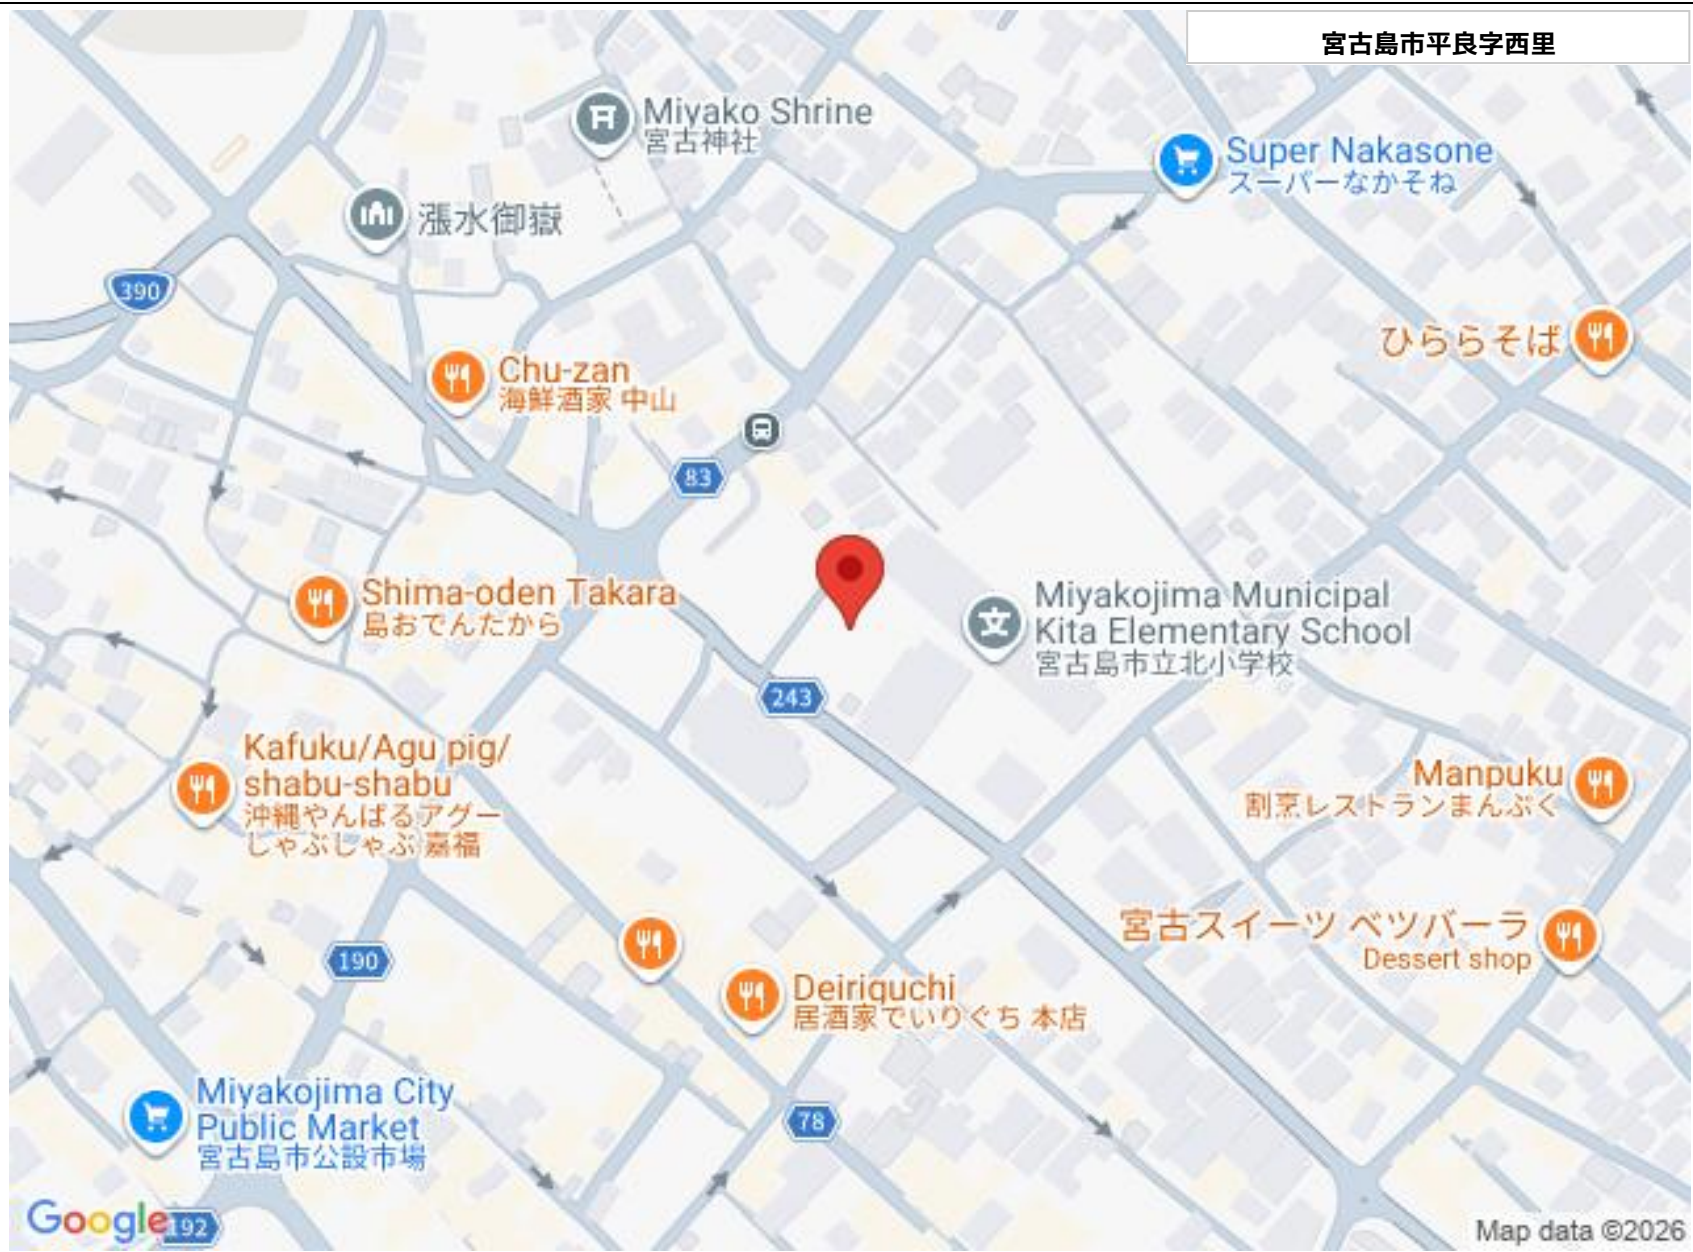 宮古島市平良字西里
Miyako Shrine
宮古神社
Super Nakasone
スーパーなかそね
漲水御嶽
390
ひららそば
Chu-zan
海鮮酒家 中山
83
Shima-oden Takara
島おでんたから
文
Miyakojima Municipal
Kita Elementary School
宮古島市立北小学校
243
Kafuku/Agu pig/
shabu-shabu
沖縄やんばるアグー
しゃぶしゃぶ 嘉福
Manpuku
割烹レストランまんぷく
宮古スイーツ ベツバーラ
Dessert shop
190
Deiriguchi
居酒家でいりぐち 本店
Miyakojima City
Public Market
宮古島市公設市場
78
Google
192
Map data ©2026